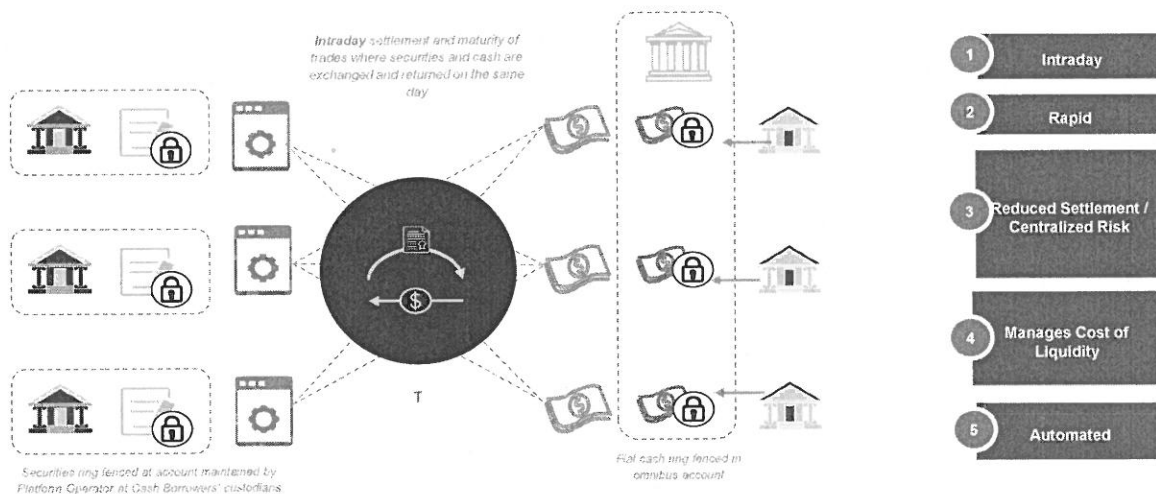 Intraday settlement and maturity of
trades where securities and cash are
exchanged and returned on the same
day
T
Securities ring fenced at account maintained by
Platform Operator at Cash Borrowers' custodians
Fiat cash ring fenced in
omnibus account
1 Intraday
2 Rapid
3 Reduced Settlement /
Centralized Risk
4 Manages Cost of
Liquidity
5 Automated